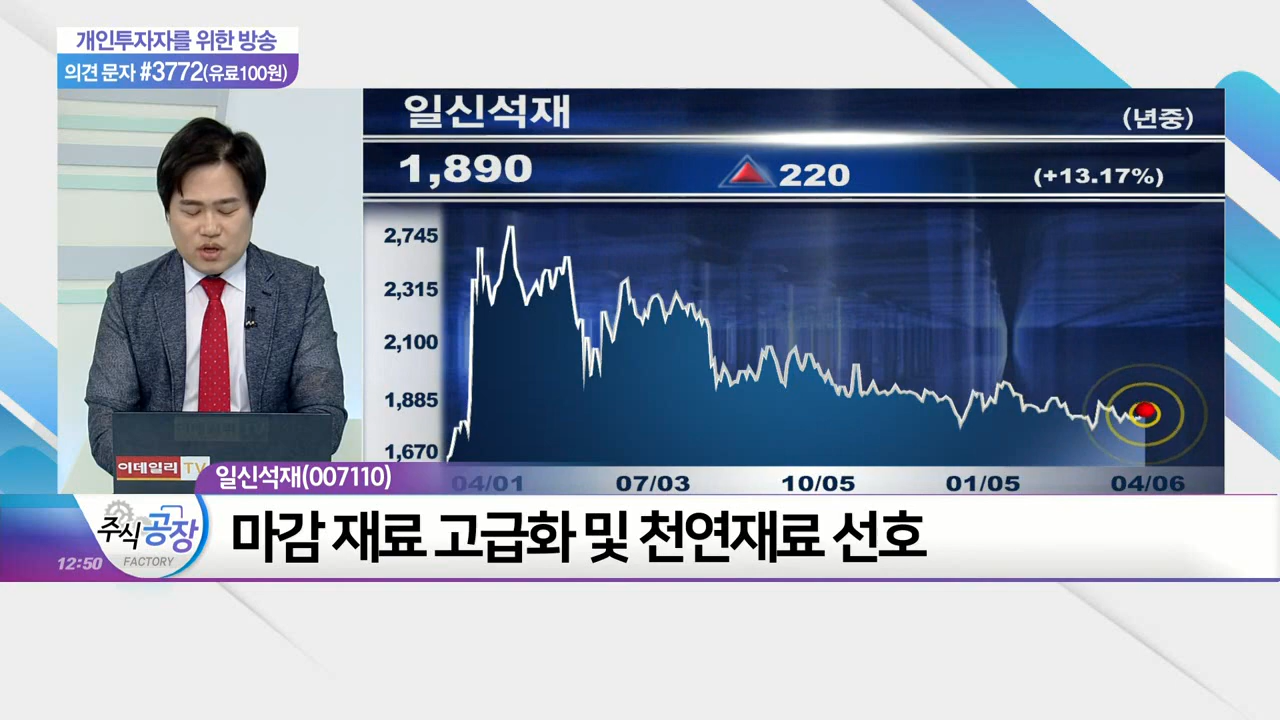 개인투자자를 위한 방송
의견 문자 #3772(유료100원)
일신석재
(년중)
1,890
220
(+13.17%)
2,745
2,315
2,100
1,885
1,670
04/01
07/03
10/05
01/05
04/06
이데일리 TV
일신석재(007110)
주식공장
FACTORY
12:50
마감 재료 고급화 및 천연재료 선호